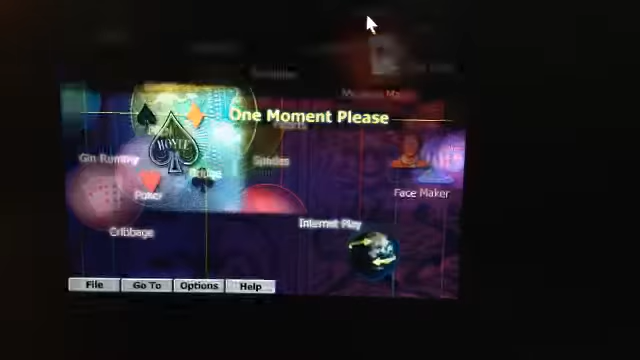 One Moment Please
Hearts
HOYLE
Gin Rummy
Spades
Bridge
Poker
Face Maker
Internet Play
Cribbage
File
Go To
Options
Help